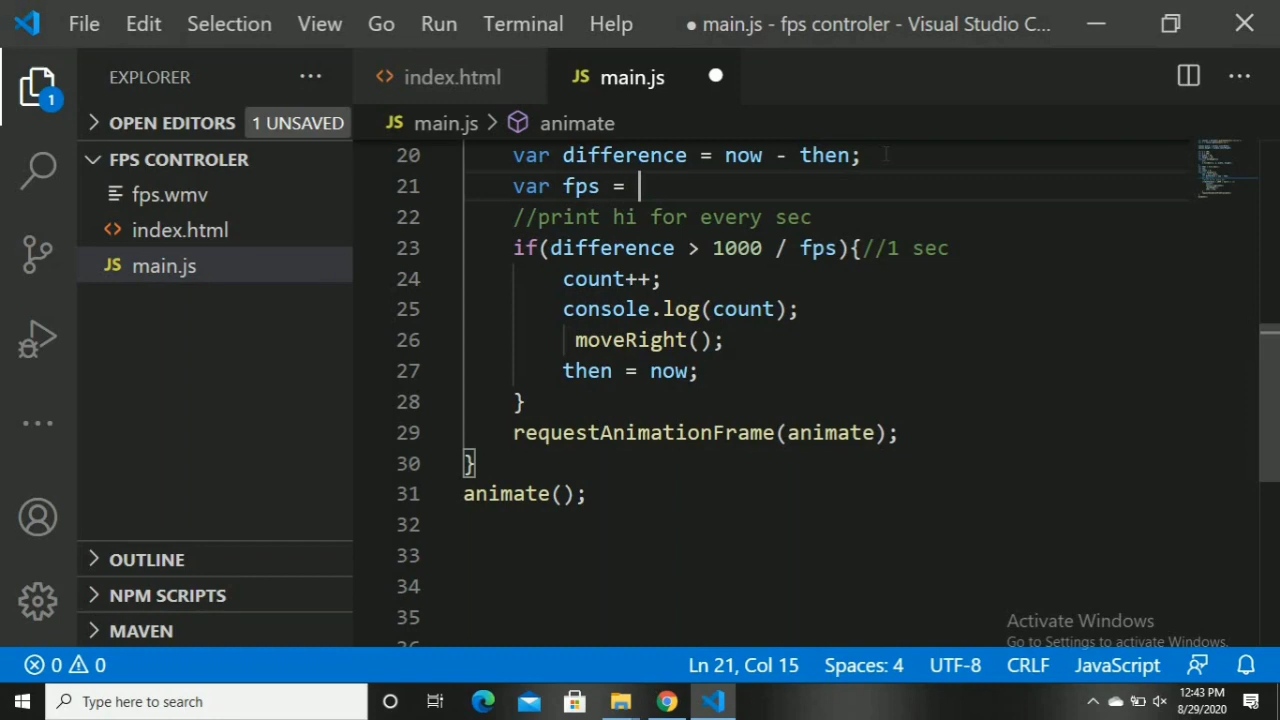 File Edit Selection View Go Run Terminal Help ● main.js - fps controler - Visual Studio C...
EXPLORER
OPEN EDITORS 1 UNSAVED
FPS CONTROLER
fps.wmv
index.html
JS main.js
OUTLINE
NPM SCRIPTS
MAVEN
1
index.html JS main.js
JS main.js > animate
20 var difference = now - then;
21 var fps =
22 //print hi for every sec
23 if(difference > 1000 / fps){//1 sec
24 count++;
25 console.log(count);
26 moveRight();
27 then = now;
28 }
29 requestAnimationFrame(animate);
30 }
31 animate();
32
33
34
35
Activate Windows
Go to Settings to activate Windows.
0 0 Ln 21, Col 15 Spaces: 4 UTF-8 CRLF JavaScript
Type here to search
12:43 PM
8/29/2020